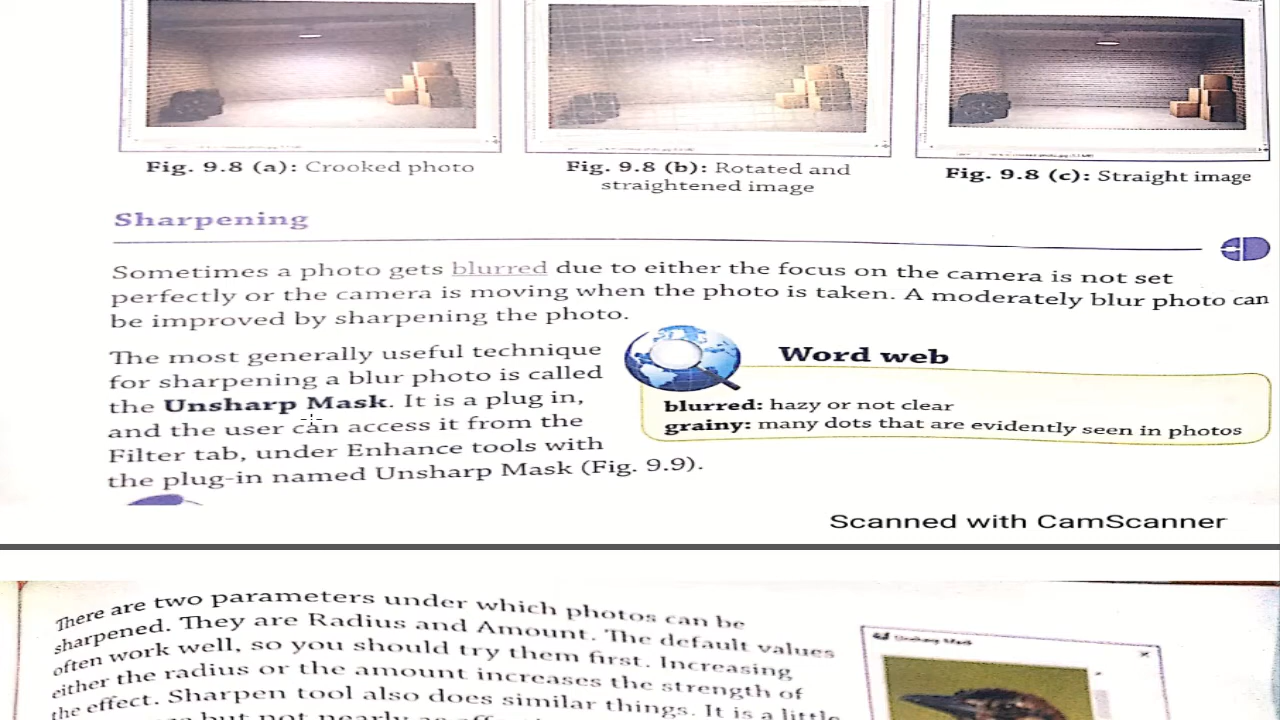 Fig. 9.8 (a): Crooked photo
Fig. 9.8 (b): Rotated and
straightened image
Fig. 9.8 (c): Straight image
Sharpening
Sometimes a photo gets blurred due to either the focus on the camera is not set
perfectly or the camera is moving when the photo is taken. A moderately blur photo can
be improved by sharpening the photo.
The most generally useful technique
for sharpening a blur photo is called
the Unsharp Mask. It is a plug in,
and the user can access it from the
Filter tab, under Enhance tools with
the plug-in named Unsharp Mask (Fig. 9.9).
Word web
blurred: hazy or not clear
grainy: many dots that are evidently seen in photos
Scanned with CamScanner
There are two parameters under which photos can be
sharpened. They are Radius and Amount. The default values
often work well, so you should try them first. Increasing
either the radius or the amount increases the strength of
the effect. Sharpen tool also does similar things. It is a little
but not nearly as
Unsharp Mask